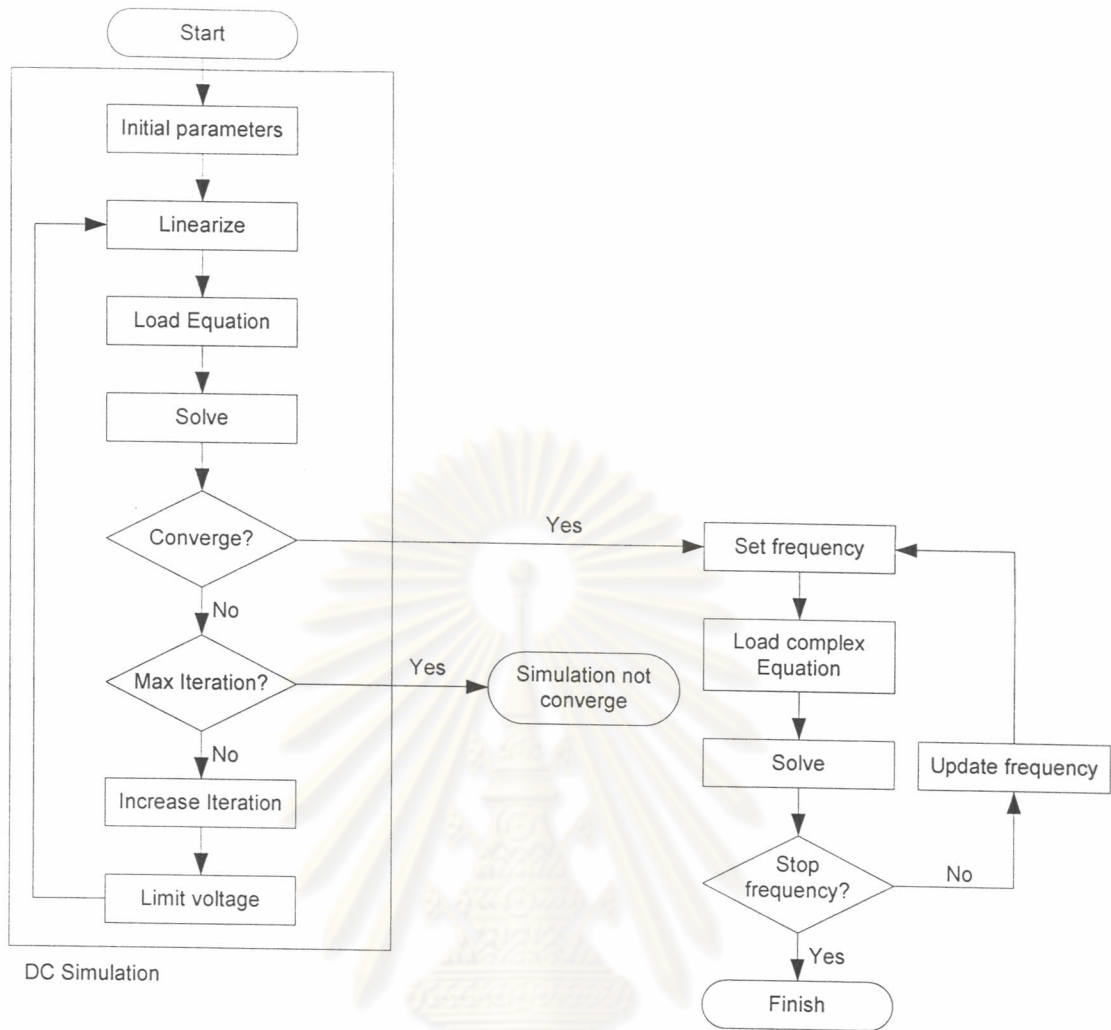 Start
Initial parameters
Linearize
Load Equation
Solve
Converge?
Yes
No
Max Iteration?
Yes
Simulation not
converge
No
Increase Iteration
Limit voltage
DC Simulation
Set frequency
Load complex
Equation
Solve
Update frequency
Stop
frequency?
No
Yes
Finish